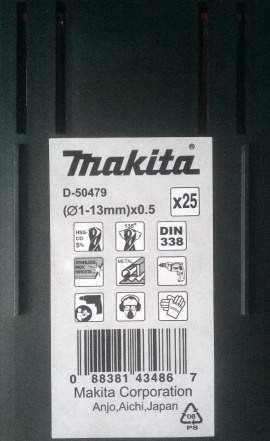 makita®
D-50479
(Ø1-13mm)x0.5
x25
HSS-
CO
5%
135°
DIN
338
STAINLESS
INOX
METAL
0 88381 43486 7
Makita Corporation
Anjo,Aichi,Japan
06
PS